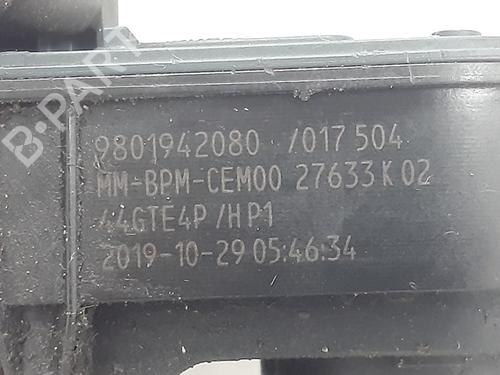 B-PART
9801942080 /017 504
MM-BPM-CEM00 27633 K 02
44GTE4P /H P1
2019-10-29 05:46:34